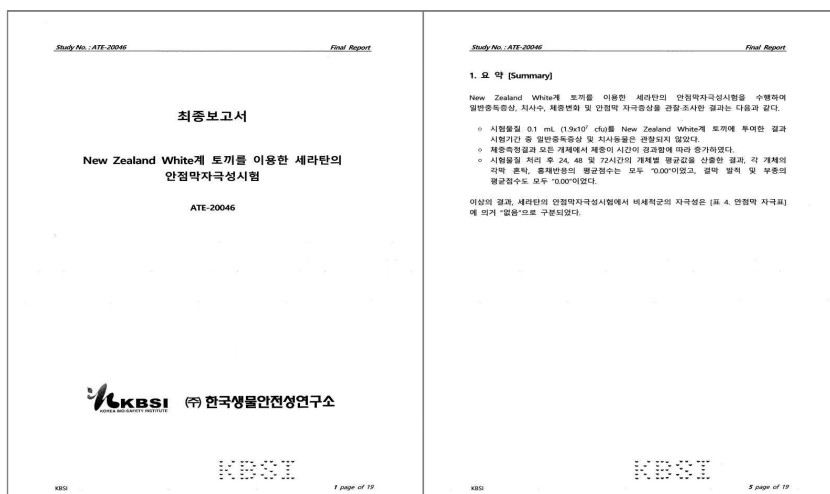 Study No. : ATE-20046 Final Report
최종보고서
New Zealand White계 토끼를 이용한 세라탄의
안점막자극성시험
ATE-20046
KBSI
KOREA BIO-SAFETY INSTITUTE
㈜ 한국생물안전성연구소
KBSI
KBSI 1 page of 19
Study No. : ATE-20046 Final Report
1. 요 약 [Summary]
New Zealand White계 토끼를 이용한 세라탄의 안점막자극성시험을 수행하여
일반중독증상, 치사수, 체중변화 및 안점막 자극증상을 관찰·조사한 결과는 다음과 같다.
○ 시험물질 0.1 mL (1.9x10⁷ cfu)를 New Zealand White계 토끼에 투여한 결과
시험기간 중 일반중독증상 및 치사동물은 관찰되지 않았다.
○ 체중측정결과 모든 개체에서 체중이 시간이 경과함에 따라 증가하였다.
○ 시험물질 처리 후 24, 48 및 72시간의 개체별 평균값을 산출한 결과, 각 개체의
각막 혼탁, 홍채반응의 평균점수는 모두 "0.00"이었고, 결막 발적 및 부종의
평균점수도 모두 "0.00"이었다.
이상의 결과, 세라탄의 안점막자극성시험에서 비세척군의 자극성은 [표 4. 안점막 자극표]
에 의거 "없음"으로 구분되었다.
KBSI
KBSI 5 page of 19